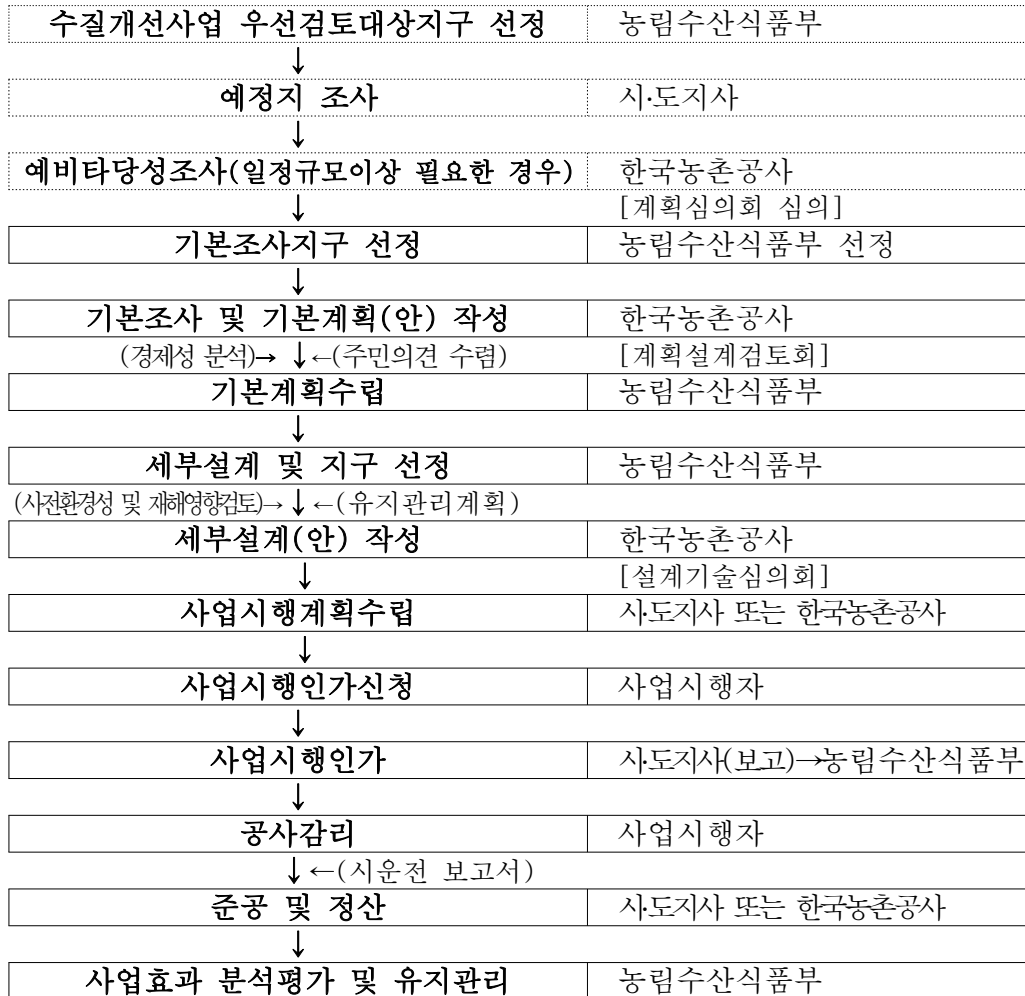 수질개선사업 우선검토대상지구 선정 농림수산식품부
↓
예정지 조사 시·도지사
↓
예비타당성조사(일정규모이상 필요한 경우) 한국농촌공사
↓ [계획심의회 심의]
기본조사지구 선정 농림수산식품부 선정
↓
기본조사 및 기본계획(안) 작성 한국농촌공사
(경제성 분석)→ ↓←(주민의견 수렴) [계획설계검토회]
기본계획수립 농림수산식품부
↓
세부설계 및 지구 선정 농림수산식품부
(사전환경성 및 재해영향검토)→ ↓ ←(유지관리계획)
세부설계(안) 작성 한국농촌공사
↓ [설계기술심의회]
사업시행계획수립 시·도지사 또는 한국농촌공사
↓
사업시행인가신청 사업시행자
↓
사업시행인가 시·도지사(보고)→농림수산식품부
↓
공사감리 사업시행자
↓←(시운전 보고서)
준공 및 정산 시·도지사 또는 한국농촌공사
↓
사업효과 분석평가 및 유지관리 농림수산식품부